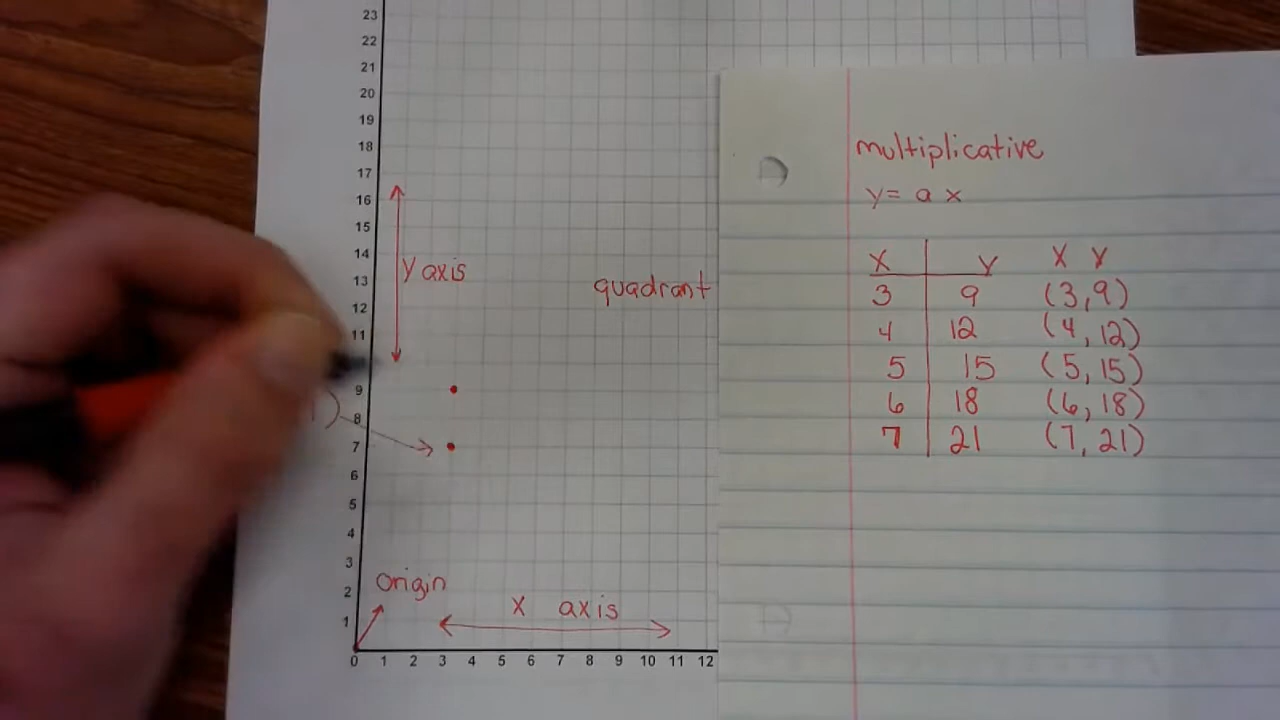 23
22
21
20
19
18
17
16
15
14
13
12
11
9
8
7
6
5
4
3
2
1
0 1 2 3 4 5 6 7 8 9 10 11 12
y axis
quadrant
origin
x axis
multiplicative
y = a x
X Y X Y
3 9 (3,9)
4 12 (4,12)
5 15 (5,15)
6 18 (6,18)
7 21 (7,21)